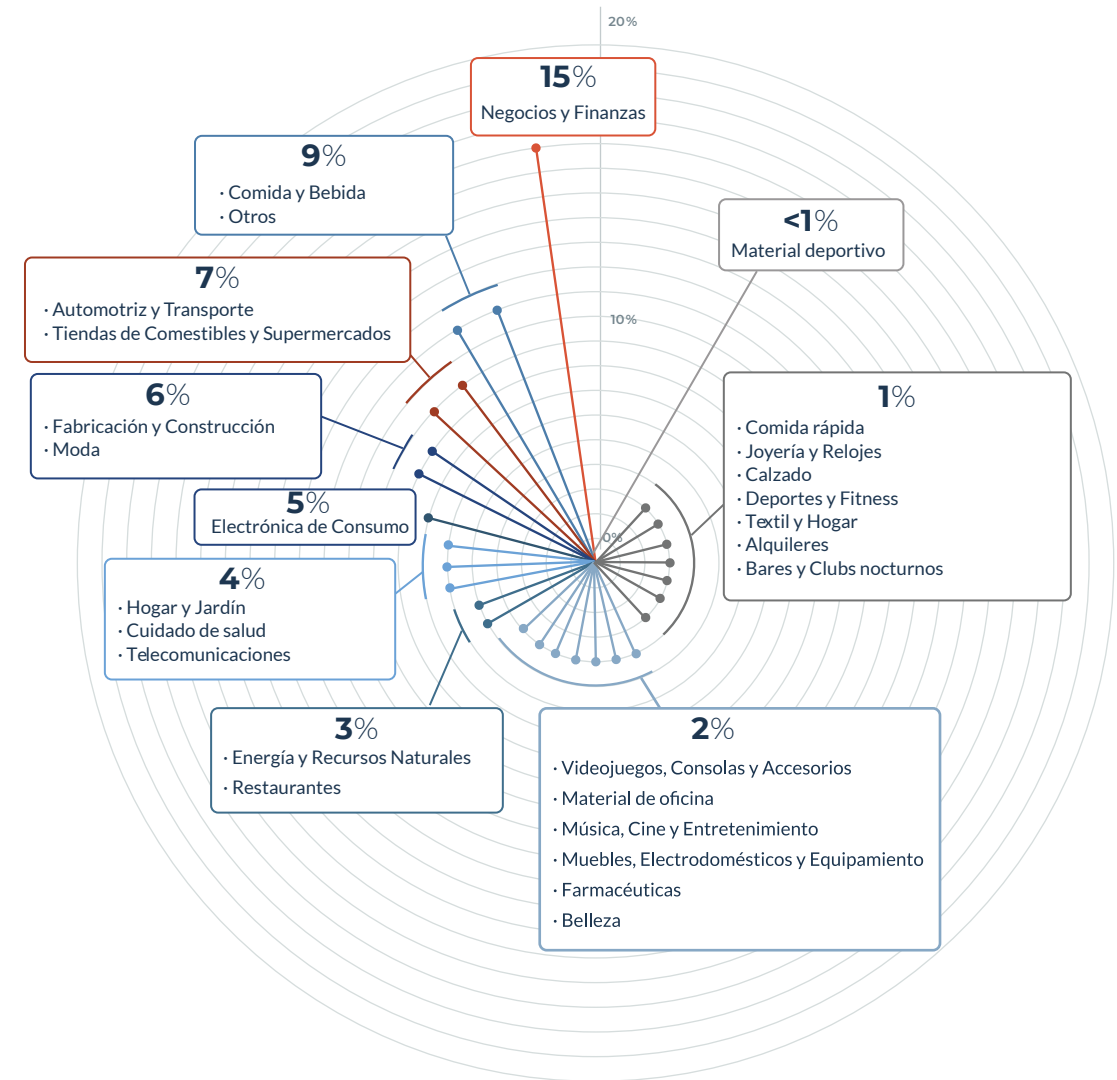 20%
15%
Negocios y Finanzas
9%
· Comida y Bebida
· Otros
<1%
Material deportivo
7%
· Automotriz y Transporte
· Tiendas de Comestibles y Supermercados
10%
6%
· Fabricación y Construcción
· Moda
1%
· Comida rápida
· Joyería y Relojes
· Calzado
· Deportes y Fitness
· Textil y Hogar
· Alquileres
· Bares y Clubs nocturnos
5%
Electrónica de Consumo
0%
4%
· Hogar y Jardín
· Cuidado de salud
· Telecomunicaciones
3%
· Energía y Recursos Naturales
· Restaurantes
2%
· Videojuegos, Consolas y Accesorios
· Material de oficina
· Música, Cine y Entretenimiento
· Muebles, Electrodomésticos y Equipamiento
· Farmacéuticas
· Belleza